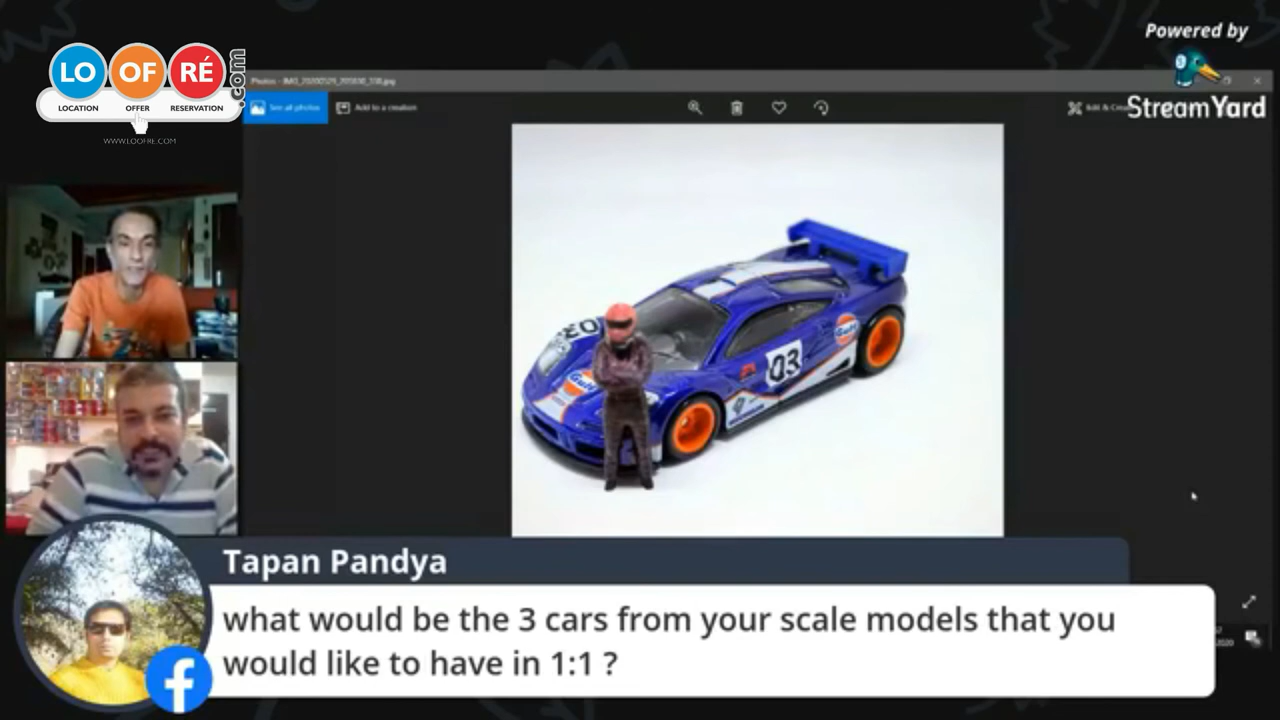 LO OF RÉ .com
LOCATION OFFER RESERVATION
WWW.LOOFRE.COM
Powered by
StreamYard
See all photos
Add to a creation
03
Gulf
03
Gulf
Tapan Pandya
what would be the 3 cars from your scale models that you
would like to have in 1:1 ?